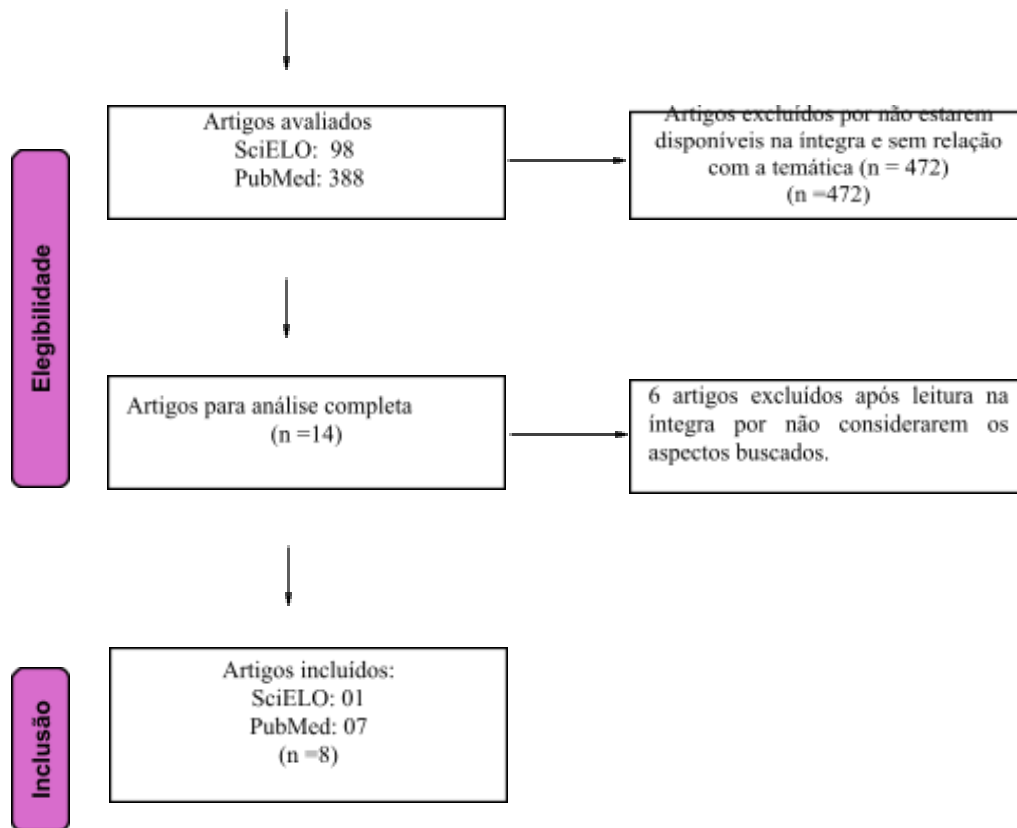 Artigos avaliados
SciELO: 98
PubMed: 388
Artigos excluídos por não estarem
disponíveis na íntegra e sem relação
com a temática (n = 472)
(n =472)
Elegibilidade
Artigos para análise completa
(n =14)
6 artigos excluídos após leitura na
íntegra por não considerarem os
aspectos buscados.
Inclusão
Artigos incluídos:
SciELO: 01
PubMed: 07
(n =8)